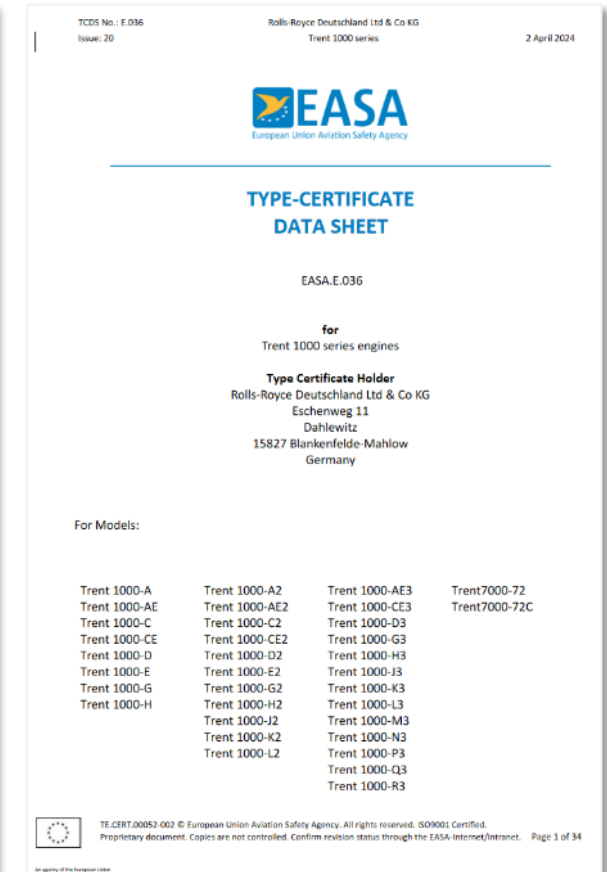 TCDS No.: E.036 Rolls-Royce Deutschland Ltd & Co KG
Issue: 20 Trent 1000 series 2 April 2024
EASA
European Union Aviation Safety Agency
TYPE-CERTIFICATE
DATA SHEET
EASA.E.036
for
Trent 1000 series engines
Type Certificate Holder
Rolls-Royce Deutschland Ltd & Co KG
Eschenweg 11
Dahlewitz
15827 Blankenfelde-Mahlow
Germany
For Models:
Trent 1000-A Trent 1000-A2 Trent 1000-AE3 Trent7000-72
Trent 1000-AE Trent 1000-AE2 Trent 1000-CE3 Trent7000-72C
Trent 1000-C Trent 1000-C2 Trent 1000-D3
Trent 1000-CE Trent 1000-CE2 Trent 1000-G3
Trent 1000-D Trent 1000-D2 Trent 1000-H3
Trent 1000-E Trent 1000-E2 Trent 1000-J3
Trent 1000-G Trent 1000-G2 Trent 1000-K3
Trent 1000-H Trent 1000-H2 Trent 1000-L3
Trent 1000-J2 Trent 1000-M3
Trent 1000-K2 Trent 1000-N3
Trent 1000-L2 Trent 1000-P3
Trent 1000-Q3
Trent 1000-R3
TE.CERT.00052-002 © European Union Aviation Safety Agency. All rights reserved. ISO9001 Certified.
Proprietary document. Copies are not controlled. Confirm revision status through the EASA-Internet/Intranet. Page 1 of 34
An agency of the European Union